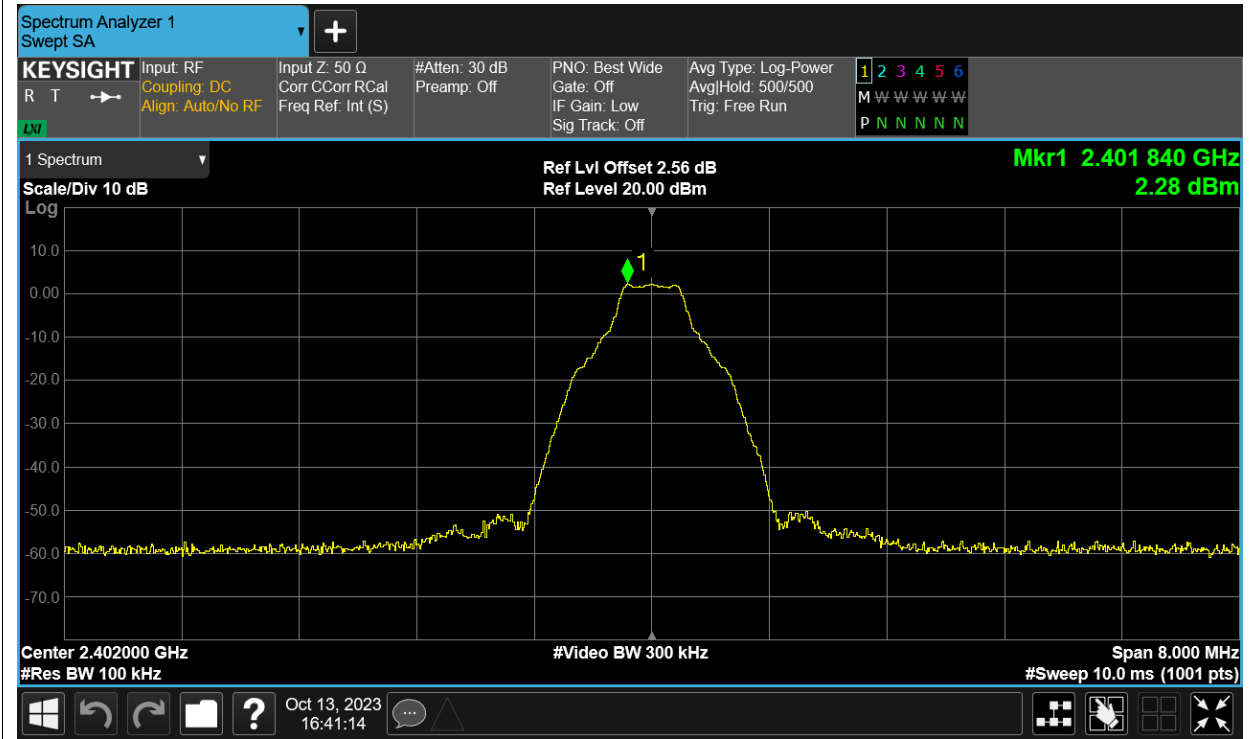 Spectrum Analyzer 1
Swept SA
KEYSIGHT
R T
LXI
Input: RF
Coupling: DC
Align: Auto/No RF
Input Z: 50 Ω
Corr CCorr RCal
Freq Ref: Int (S)
#Atten: 30 dB
Preamp: Off
PNO: Best Wide
Gate: Off
IF Gain: Low
Sig Track: Off
Avg Type: Log-Power
Avg|Hold: 500/500
Trig: Free Run
1 2 3 4 5 6
M W W W W W W
P N N N N N N
1 Spectrum
Scale/Div 10 dB
Ref Lvl Offset 2.56 dB
Ref Level 20.00 dBm
Mkr1 2.401 840 GHz
2.28 dBm
Log
10.0
0.00
-10.0
-20.0
-30.0
-40.0
-50.0
-60.0
-70.0
1
Center 2.402000 GHz
#Res BW 100 kHz
#Video BW 300 kHz
Span 8.000 MHz
#Sweep 10.0 ms (1001 pts)
?
Oct 13, 2023
16:41:14